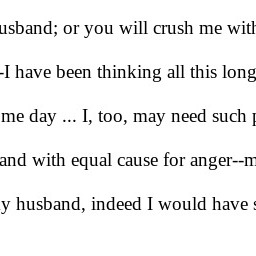 usband; or you will crush me with
-I have been thinking all this long
me day ... I, too, may need such
and with equal cause for anger--m
y husband, indeed I would have s